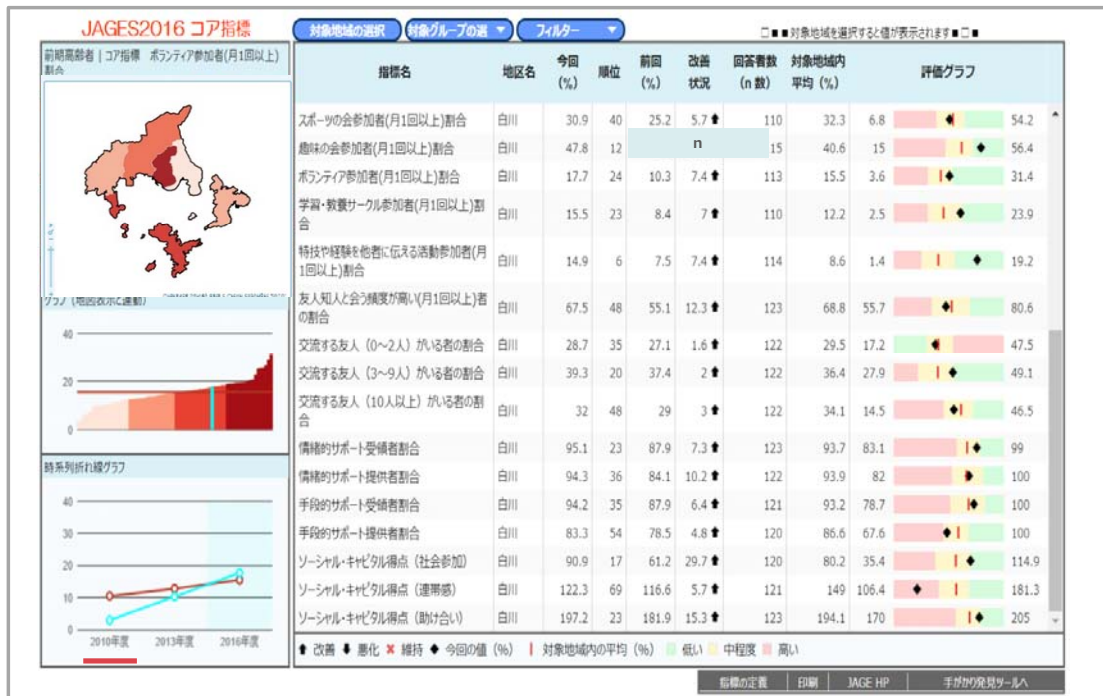 JAGES2016 コア指標
対象地域の選択 対象グループの選 ▼ フィルター ▼
□■■対象地域を選択すると値が表示されます■□■
前期高齢者 | コア指標 ボランティア参加者(月1回以上)
割合
指標名 地区名 今回(%) 順位 前回(%) 改善状況 回答者数(n 数) 対象地域内平均 (%) 評価グラフ
スポーツの会参加者(月1回以上)割合 白川 30.9 40 25.2 5.7 ⬆ 110 32.3 6.8 54.2
趣味の会参加者(月1回以上)割合 白川 47.8 12 n 15 40.6 15 56.4
ボランティア参加者(月1回以上)割合 白川 17.7 24 10.3 7.4 ⬆ 113 15.5 3.6 31.4
学習・教養サークル参加者(月1回以上)割合 白川 15.5 23 8.4 7 ⬆ 110 12.2 2.5 23.9
特技や経験を他者に伝える活動参加者(月1回以上)割合 白川 14.9 6 7.5 7.4 ⬆ 114 8.6 1.4 19.2
友人知人と会う頻度が高い(月1回以上)者の割合 白川 67.5 48 55.1 12.3 ⬆ 123 68.8 55.7 80.6
交流する友人（0～2人）がいる者の割合 白川 28.7 35 27.1 1.6 ⬆ 122 29.5 17.2 47.5
交流する友人（3～9人）がいる者の割合 白川 39.3 20 37.4 2 ⬆ 122 36.4 27.9 49.1
交流する友人（10人以上）がいる者の割合 白川 32 48 29 3 ⬆ 122 34.1 14.5 46.5
情緒的サポート受領者割合 白川 95.1 23 87.9 7.3 ⬆ 123 93.7 83.1 99
情緒的サポート提供者割合 白川 94.3 36 84.1 10.2 ⬆ 122 93.9 82 100
手段的サポート受領者割合 白川 94.2 35 87.9 6.4 ⬆ 121 93.2 78.7 100
手段的サポート提供者割合 白川 83.3 54 78.5 4.8 ⬆ 120 86.6 67.6 100
ソーシャル・キャピタル得点（社会参加） 白川 90.9 17 61.2 29.7 ⬆ 120 80.2 35.4 114.9
ソーシャル・キャピタル得点（連帯感） 白川 122.3 69 116.6 5.7 ⬆ 121 149 106.4 181.3
ソーシャル・キャピタル得点（助け合い） 白川 197.2 23 181.9 15.3 ⬆ 123 194.1 170 205
⬆ 改善 ⬇ 悪化 ✖ 維持 ◆ 今回の値（%） | 対象地域内の平均（%） 低い 中程度 高い
グラフ（地図表示と連動）
40
20
0
時系列折れ線グラフ
40
30
20
10
0
2010年度 2013年度 2016年度
指標の定義 印刷 JAGE HP 手がかり発見ツールへ